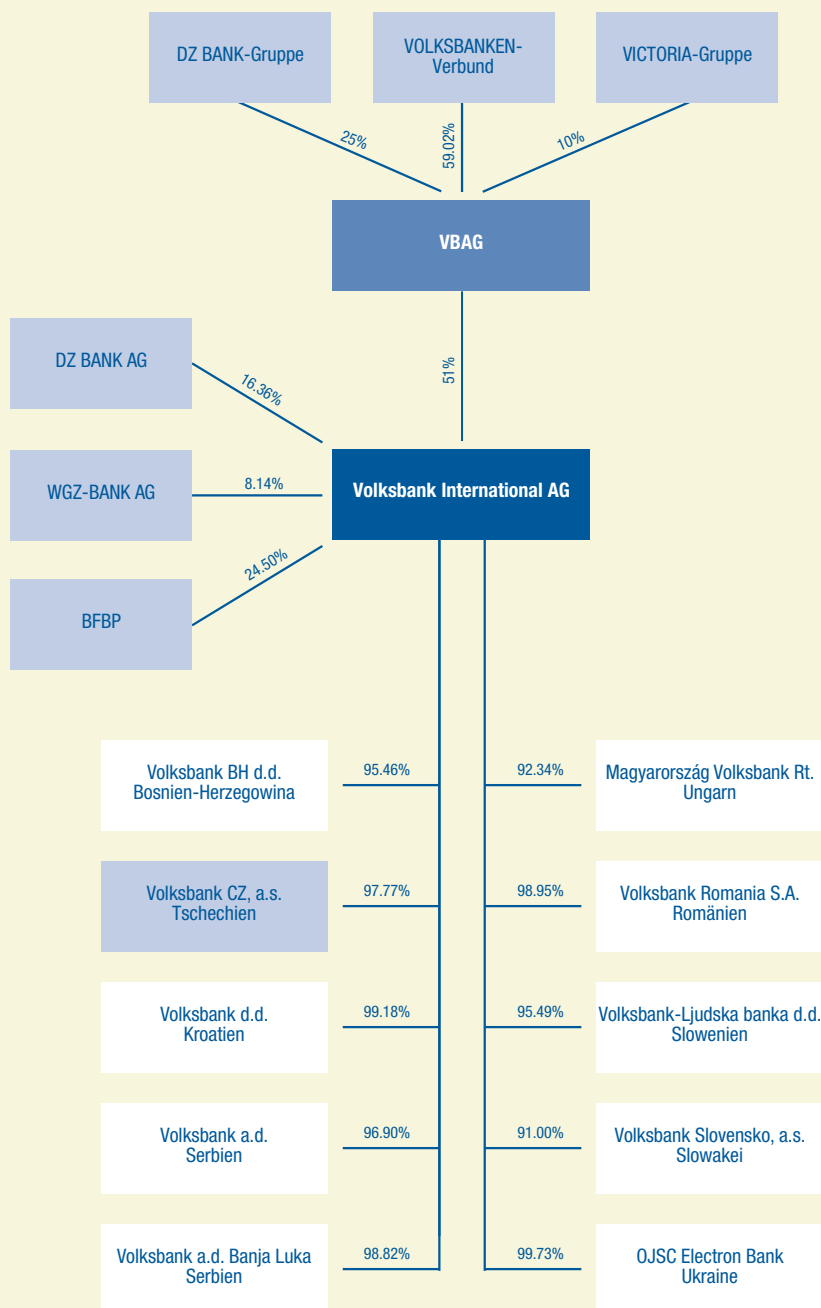 DZ BANK-Gruppe
VOLKSBANKEN-
Verbund
VICTORIA-Gruppe
25%
59.02%
10%
VBAG
51%
DZ BANK AG
16.36%
WGZ-BANK AG
8.14%
Volksbank International AG
BFBP
24.50%
Volksbank BH d.d.
Bosnien-Herzegowina
95.46%
92.34%
Magyarország Volksbank Rt.
Ungarn
Volksbank CZ, a.s.
Tschechien
97.77%
98.95%
Volksbank Romania S.A.
Romänien
Volksbank d.d.
Kroatien
99.18%
95.49%
Volksbank-Ljudska banka d.d.
Slowenien
Volksbank a.d.
Serbien
96.90%
91.00%
Volksbank Slovensko, a.s.
Slowakei
Volksbank a.d. Banja Luka
Serbien
98.82%
99.73%
OJSC Electron Bank
Ukraine